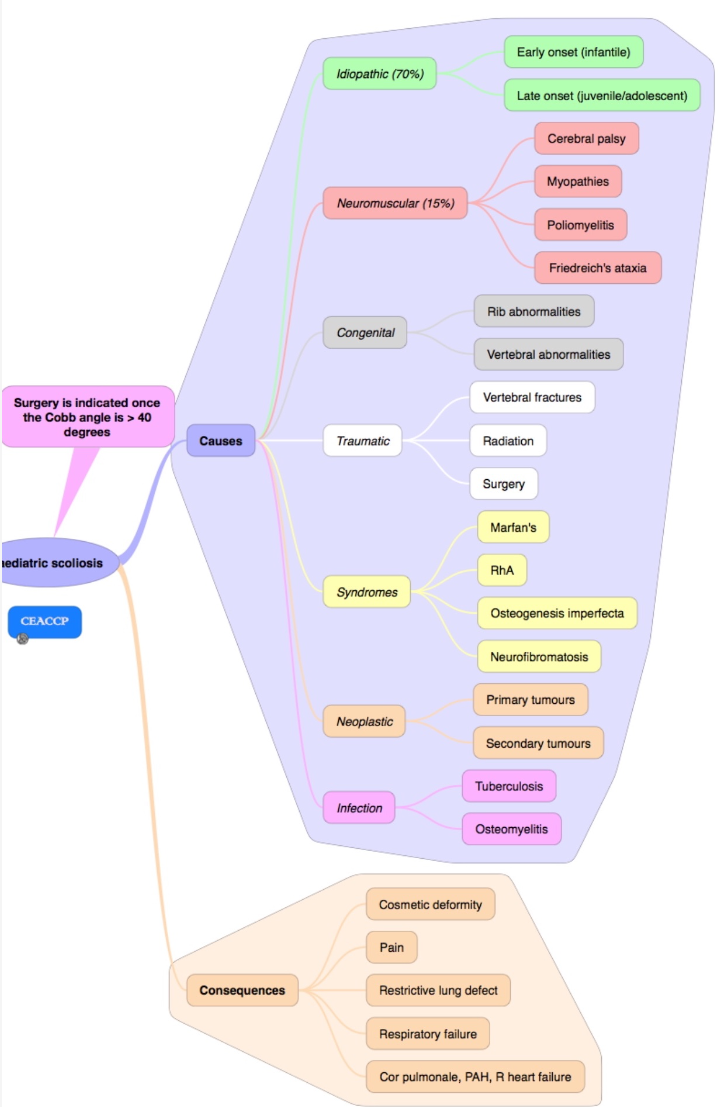 Early onset (infantile)
Idiopathic (70%)
Late onset (juvenile/adolescent)
Cerebral palsy
Myopathies
Neuromuscular (15%)
Poliomyelitis
Friedreich's ataxia
Rib abnormalities
Congenital
Vertebral abnormalities
Surgery is indicated once
the Cobb angle is > 40
degrees
Causes
Vertebral fractures
Traumatic
Radiation
Surgery
Marfan's
RhA
Syndromes
Osteogenesis imperfecta
Neurofibromatosis
aediatric scoliosis
CEACCP
Primary tumours
Neoplastic
Secondary tumours
Tuberculosis
Infection
Osteomyelitis
Cosmetic deformity
Pain
Consequences
Restrictive lung defect
Respiratory failure
Cor pulmonale, PAH, R heart failure